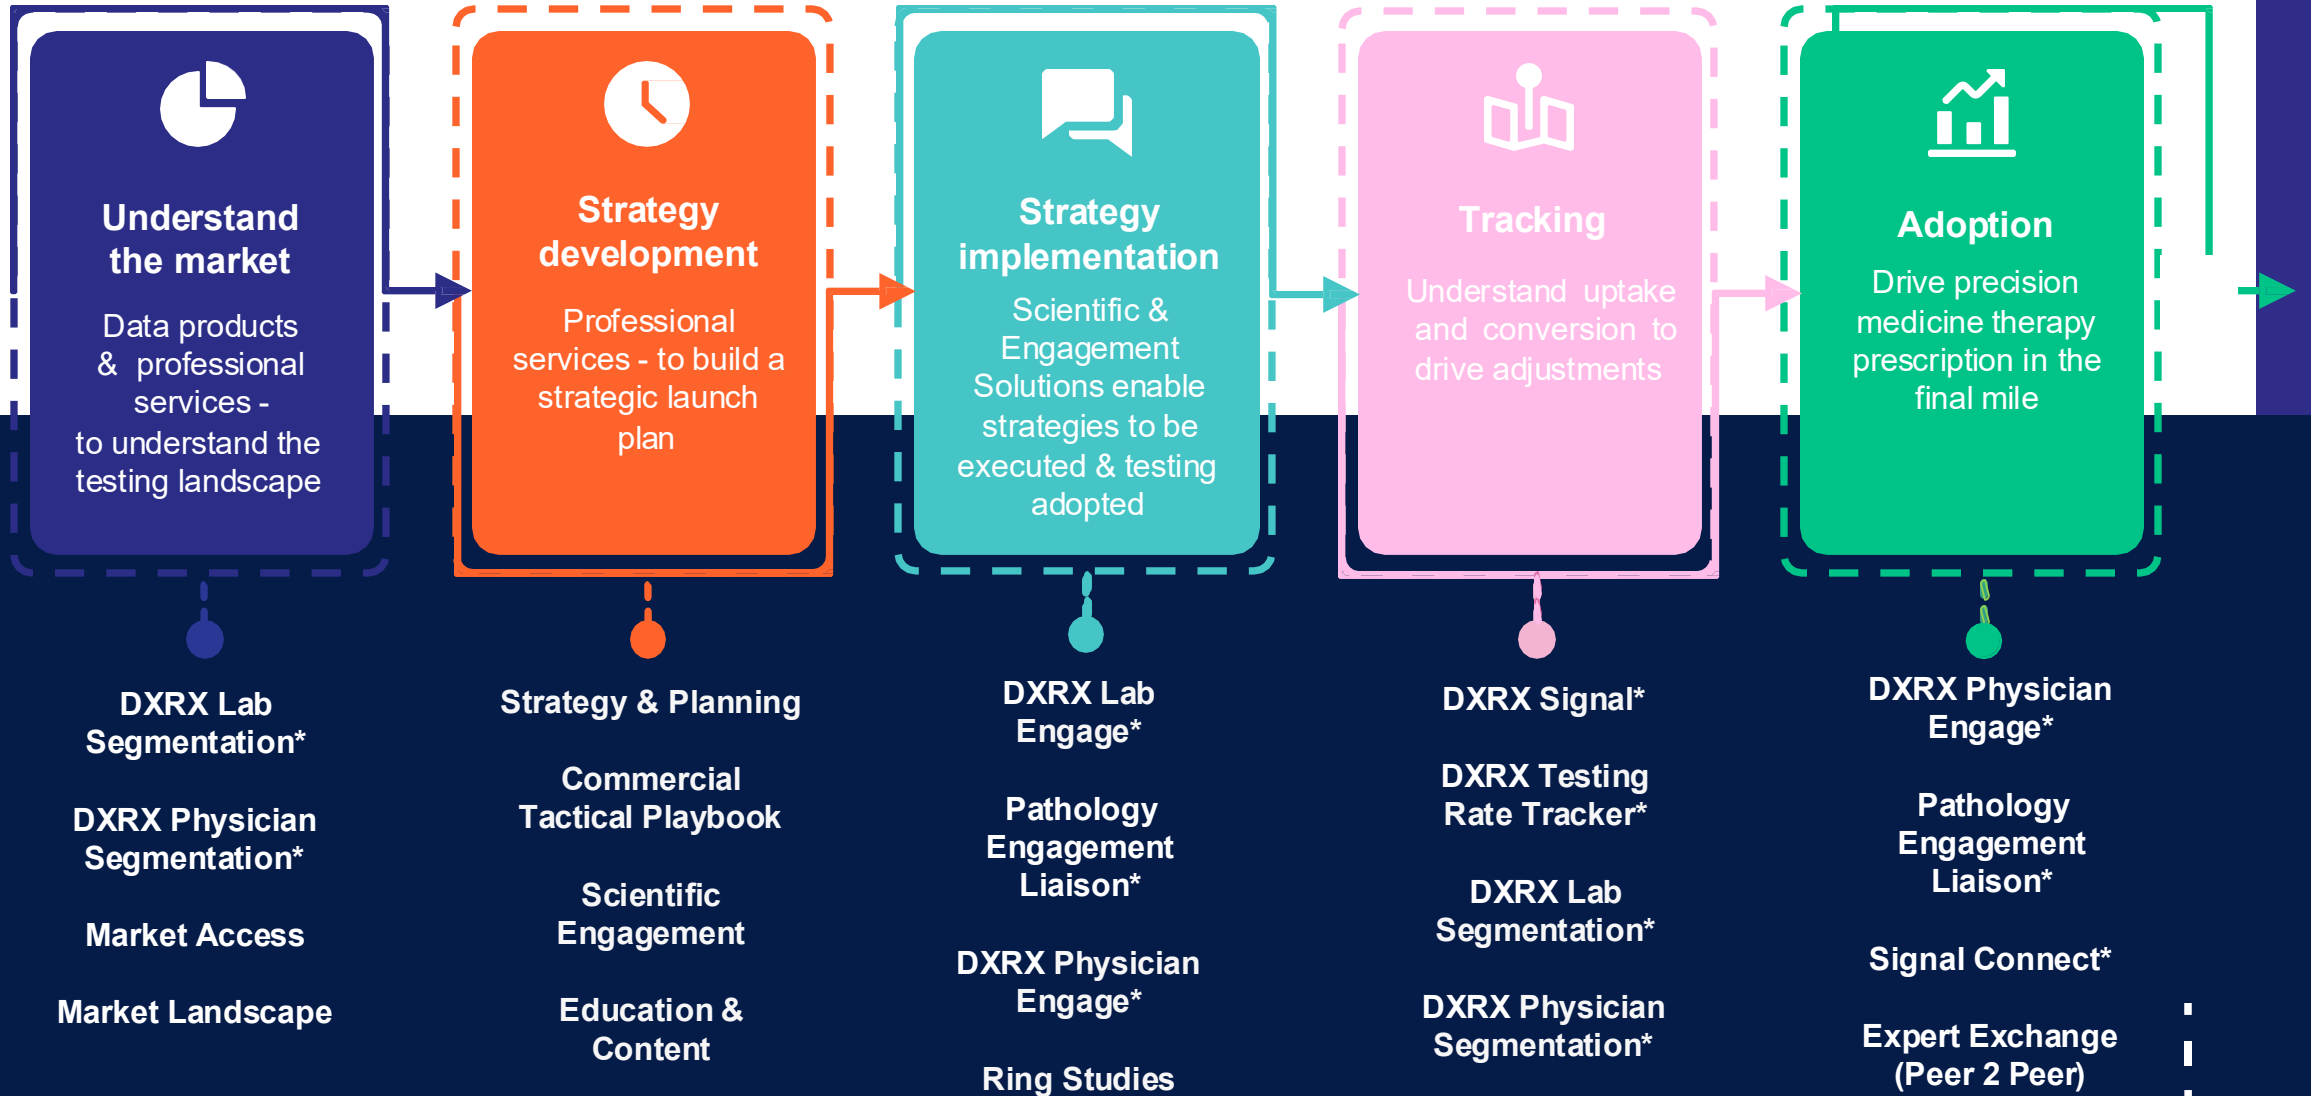 Understand
the market
Data products
& professional
services -
to understand the
testing landscape
Strategy
development
Professional
services - to build a
strategic launch
plan
Strategy
implementation
Scientific &
Engagement
Solutions enable
strategies to be
executed & testing
adopted
Tracking
Understand uptake
and conversion to
drive adjustments
Adoption
Drive precision
medicine therapy
prescription in the
final mile
DXRX Lab
Segmentation*
DXRX Physician
Segmentation*
Market Access
Market Landscape
Strategy & Planning
Commercial
Tactical Playbook
Scientific
Engagement
Education &
Content
DXRX Lab
Engage*
Pathology
Engagement
Liaison*
DXRX Physician
Engage*
Ring Studies
DXRX Signal*
DXRX Testing
Rate Tracker*
DXRX Lab
Segmentation*
DXRX Physician
Segmentation*
DXRX Physician
Engage*
Pathology
Engagement
Liaison*
Signal Connect*
Expert Exchange
(Peer 2 Peer)